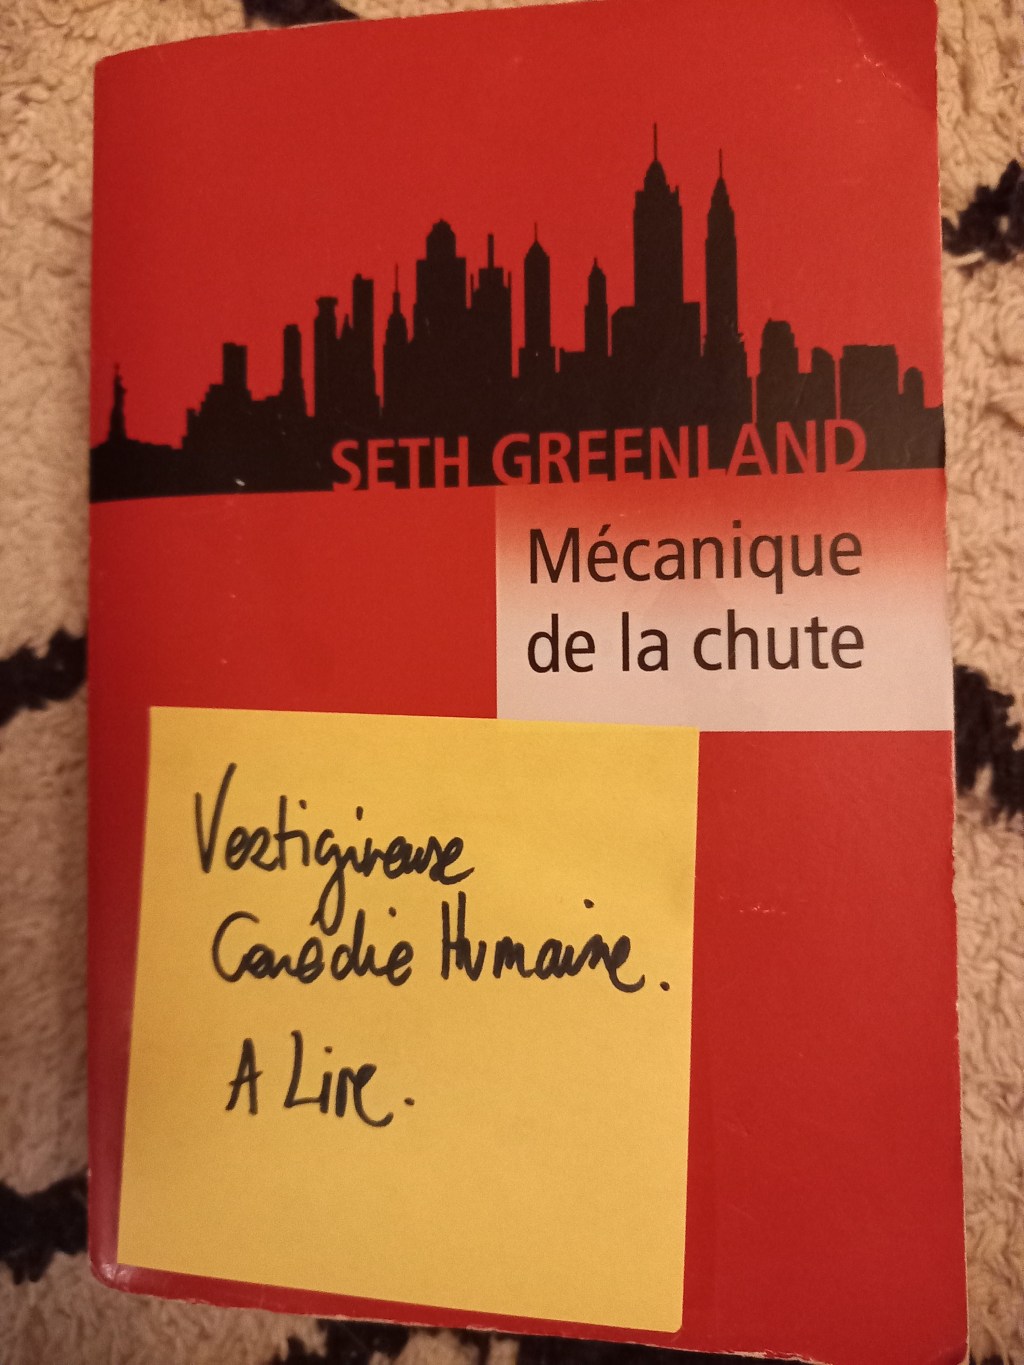 SETH GREENLAND
Mécanique
de la chute
Vertigineuse
Comédie Humaine.
A Lire.